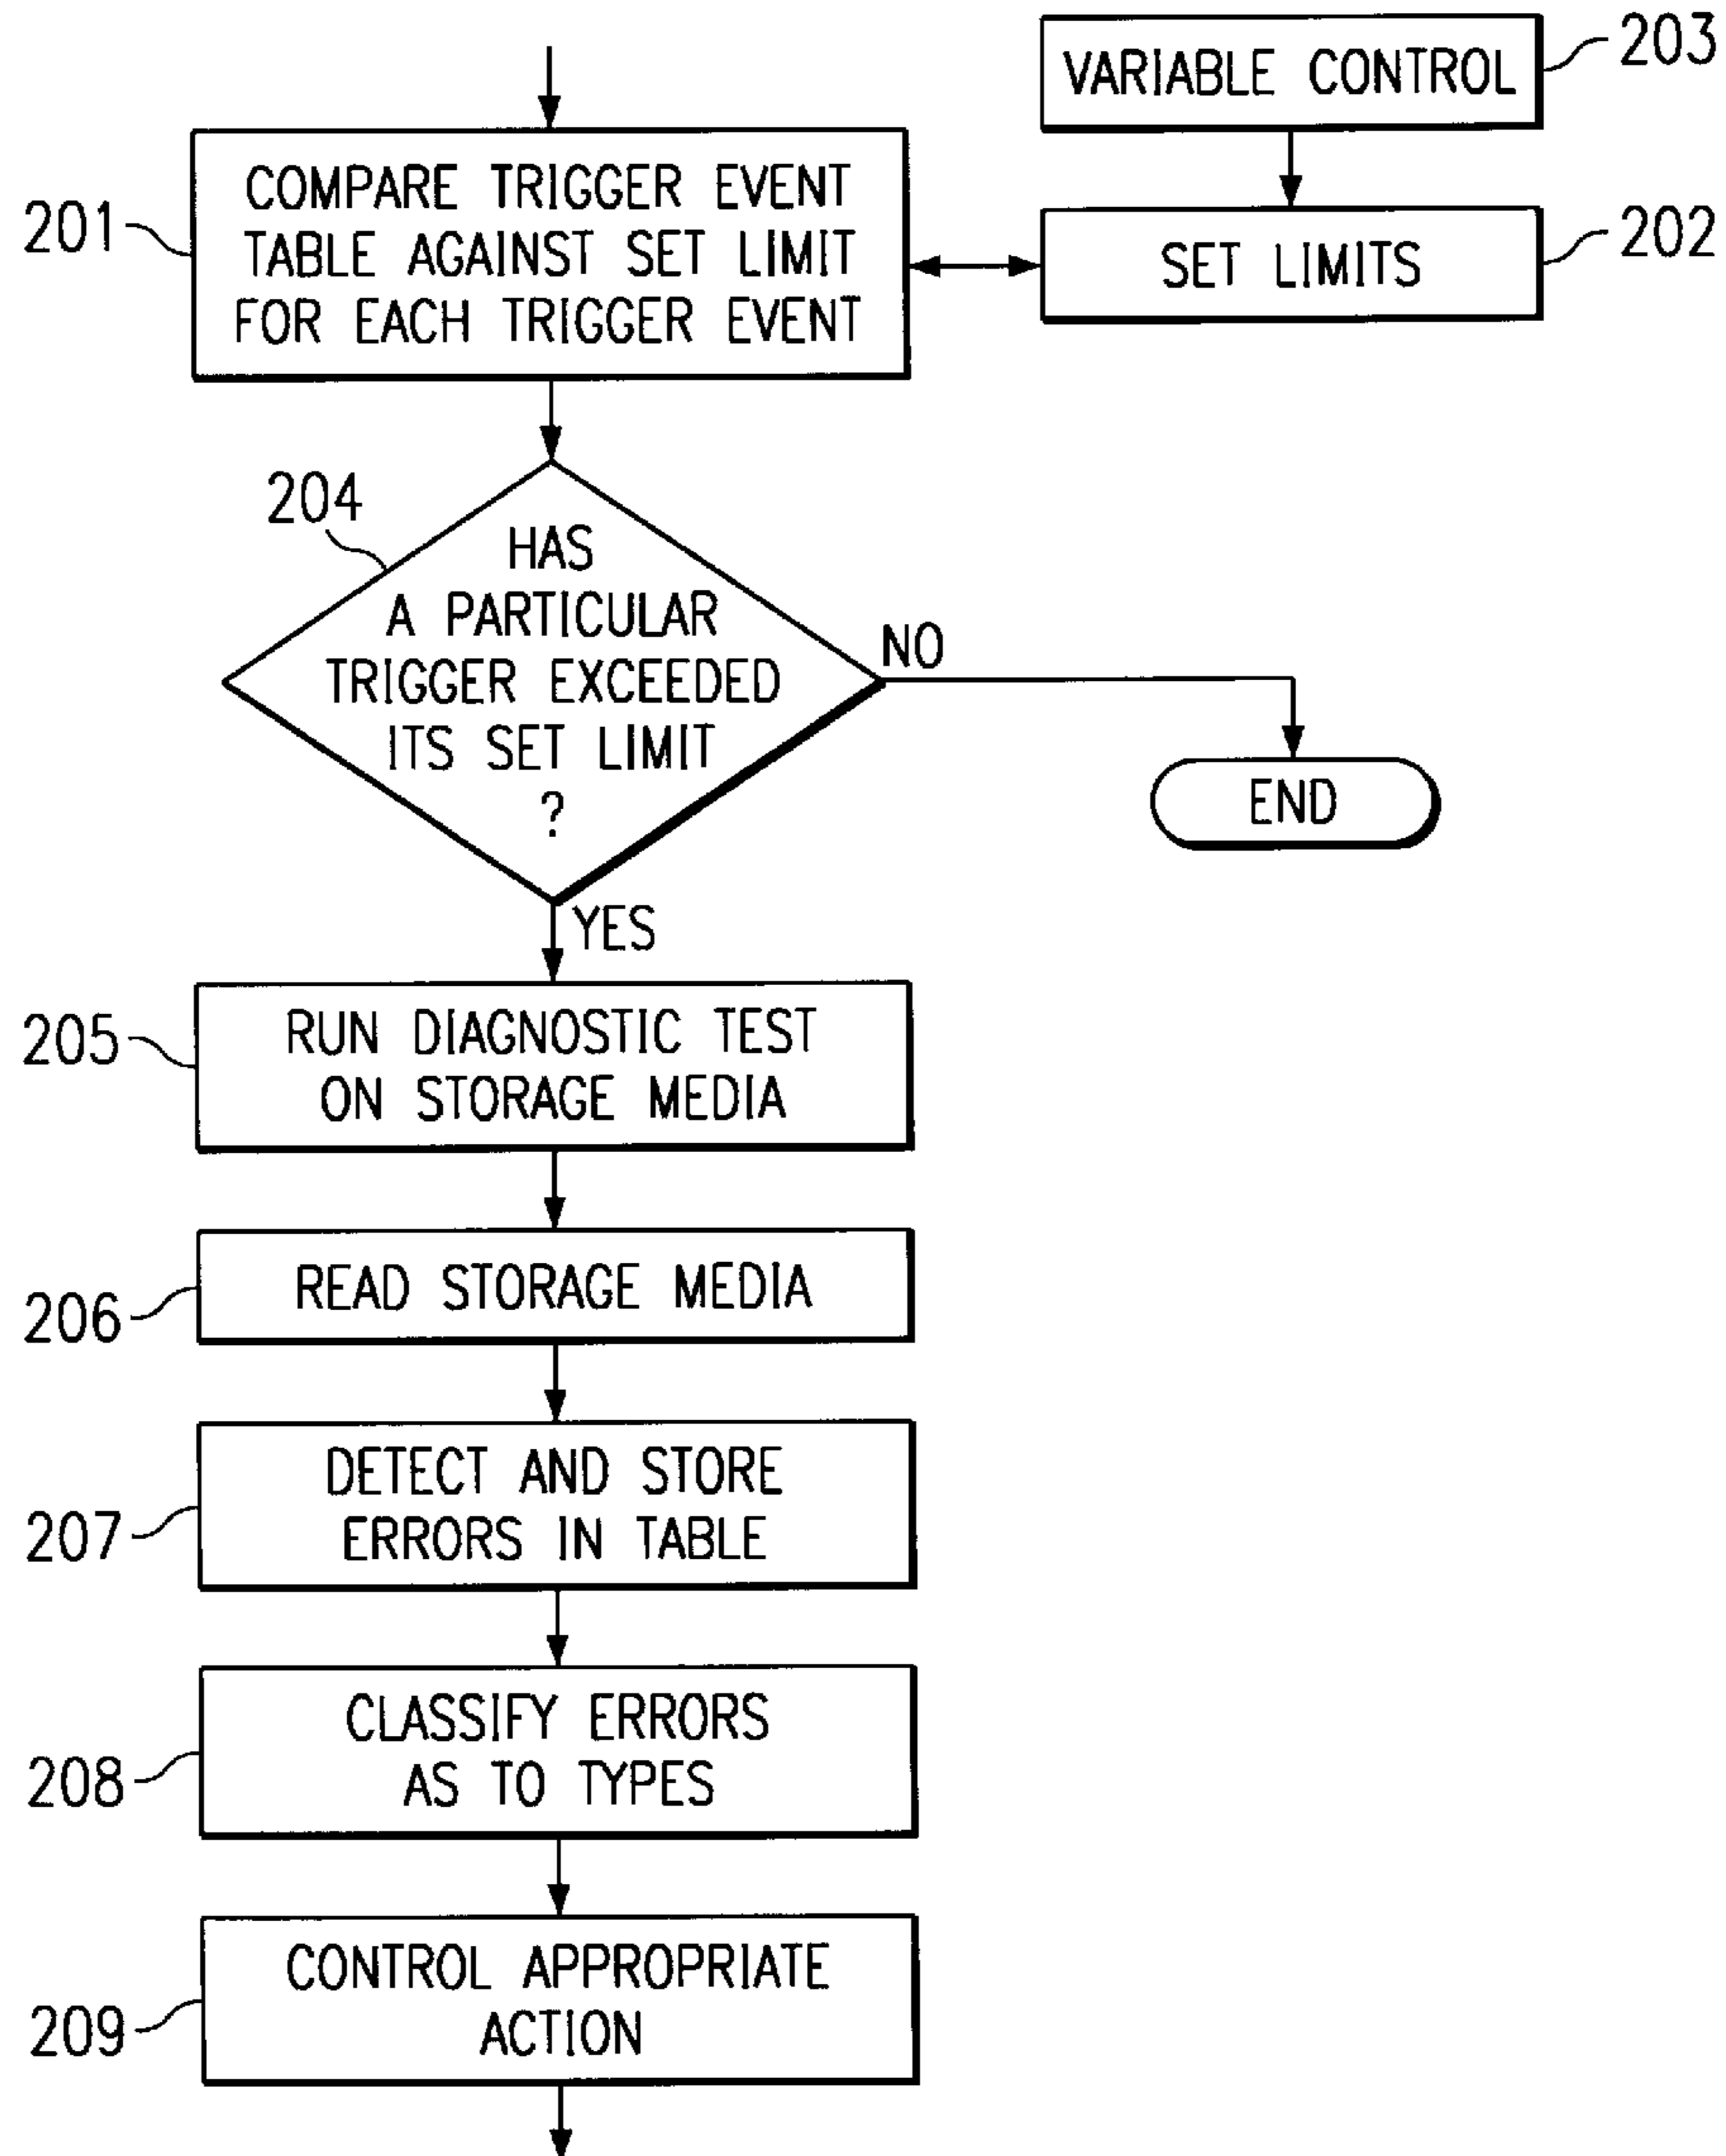 VARIABLE CONTROL
203
COMPARE TRIGGER EVENT
TABLE AGAINST SET LIMIT
FOR EACH TRIGGER EVENT
201
SET LIMITS
202
204
HAS
A PARTICULAR
TRIGGER EXCEEDED
ITS SET LIMIT
?
NO
END
YES
205
RUN DIAGNOSTIC TEST
ON STORAGE MEDIA
206
READ STORAGE MEDIA
207
DETECT AND STORE
ERRORS IN TABLE
208
CLASSIFY ERRORS
AS TO TYPES
209
CONTROL APPROPRIATE
ACTION